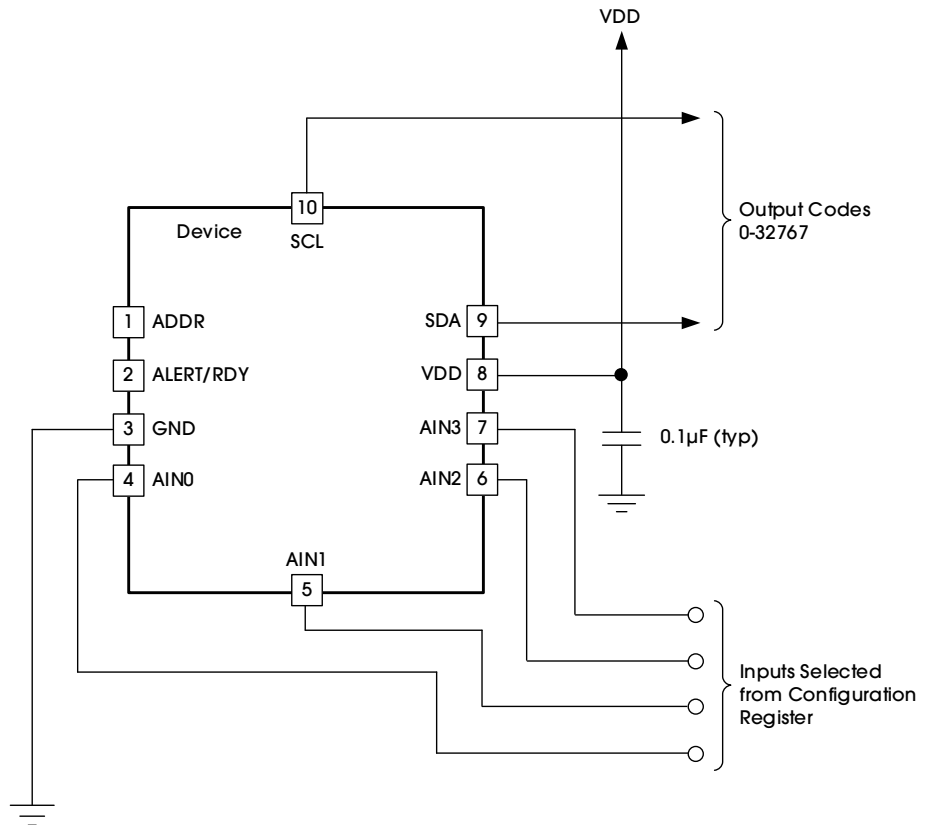 VDD
10
Device
SCL
Output Codes
0-32767
1 ADDR
SDA 9
2 ALERT/RDY
VDD 8
3 GND
AIN3 7
0.1µF (typ)
4 AIN0
AIN2 6
AIN1
5
Inputs Selected
from Configuration
Register